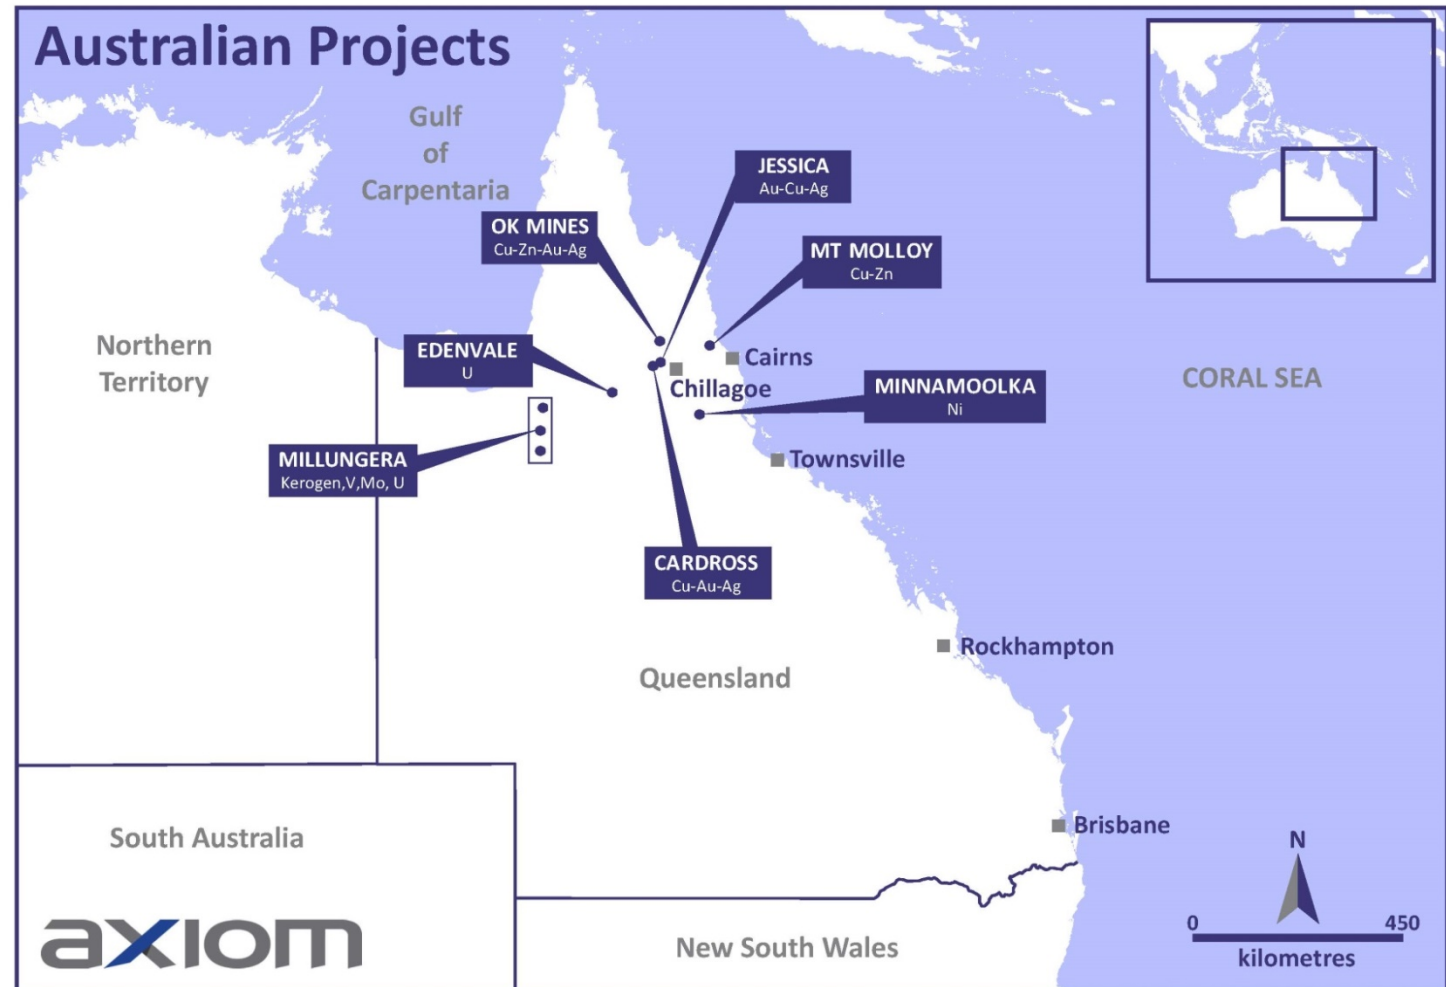 Australian Projects
Gulf
of
Carpentaria
JESSICA
Au-Cu-Ag
OK MINES
Cu-Zn-Au-Ag
MT MOLLOY
Cu-Zn
Northern
Territory
EDENVALE
U
Cairns
Chillagoe
CORAL SEA
MINNAMOOLKA
Ni
MILLUNGERA
Kerogen,V,Mo, U
Townsville
CARDROSS
Cu-Au-Ag
Rockhampton
Queensland
Brisbane
South Australia
N
0 450
kilometres
axiom
New South Wales